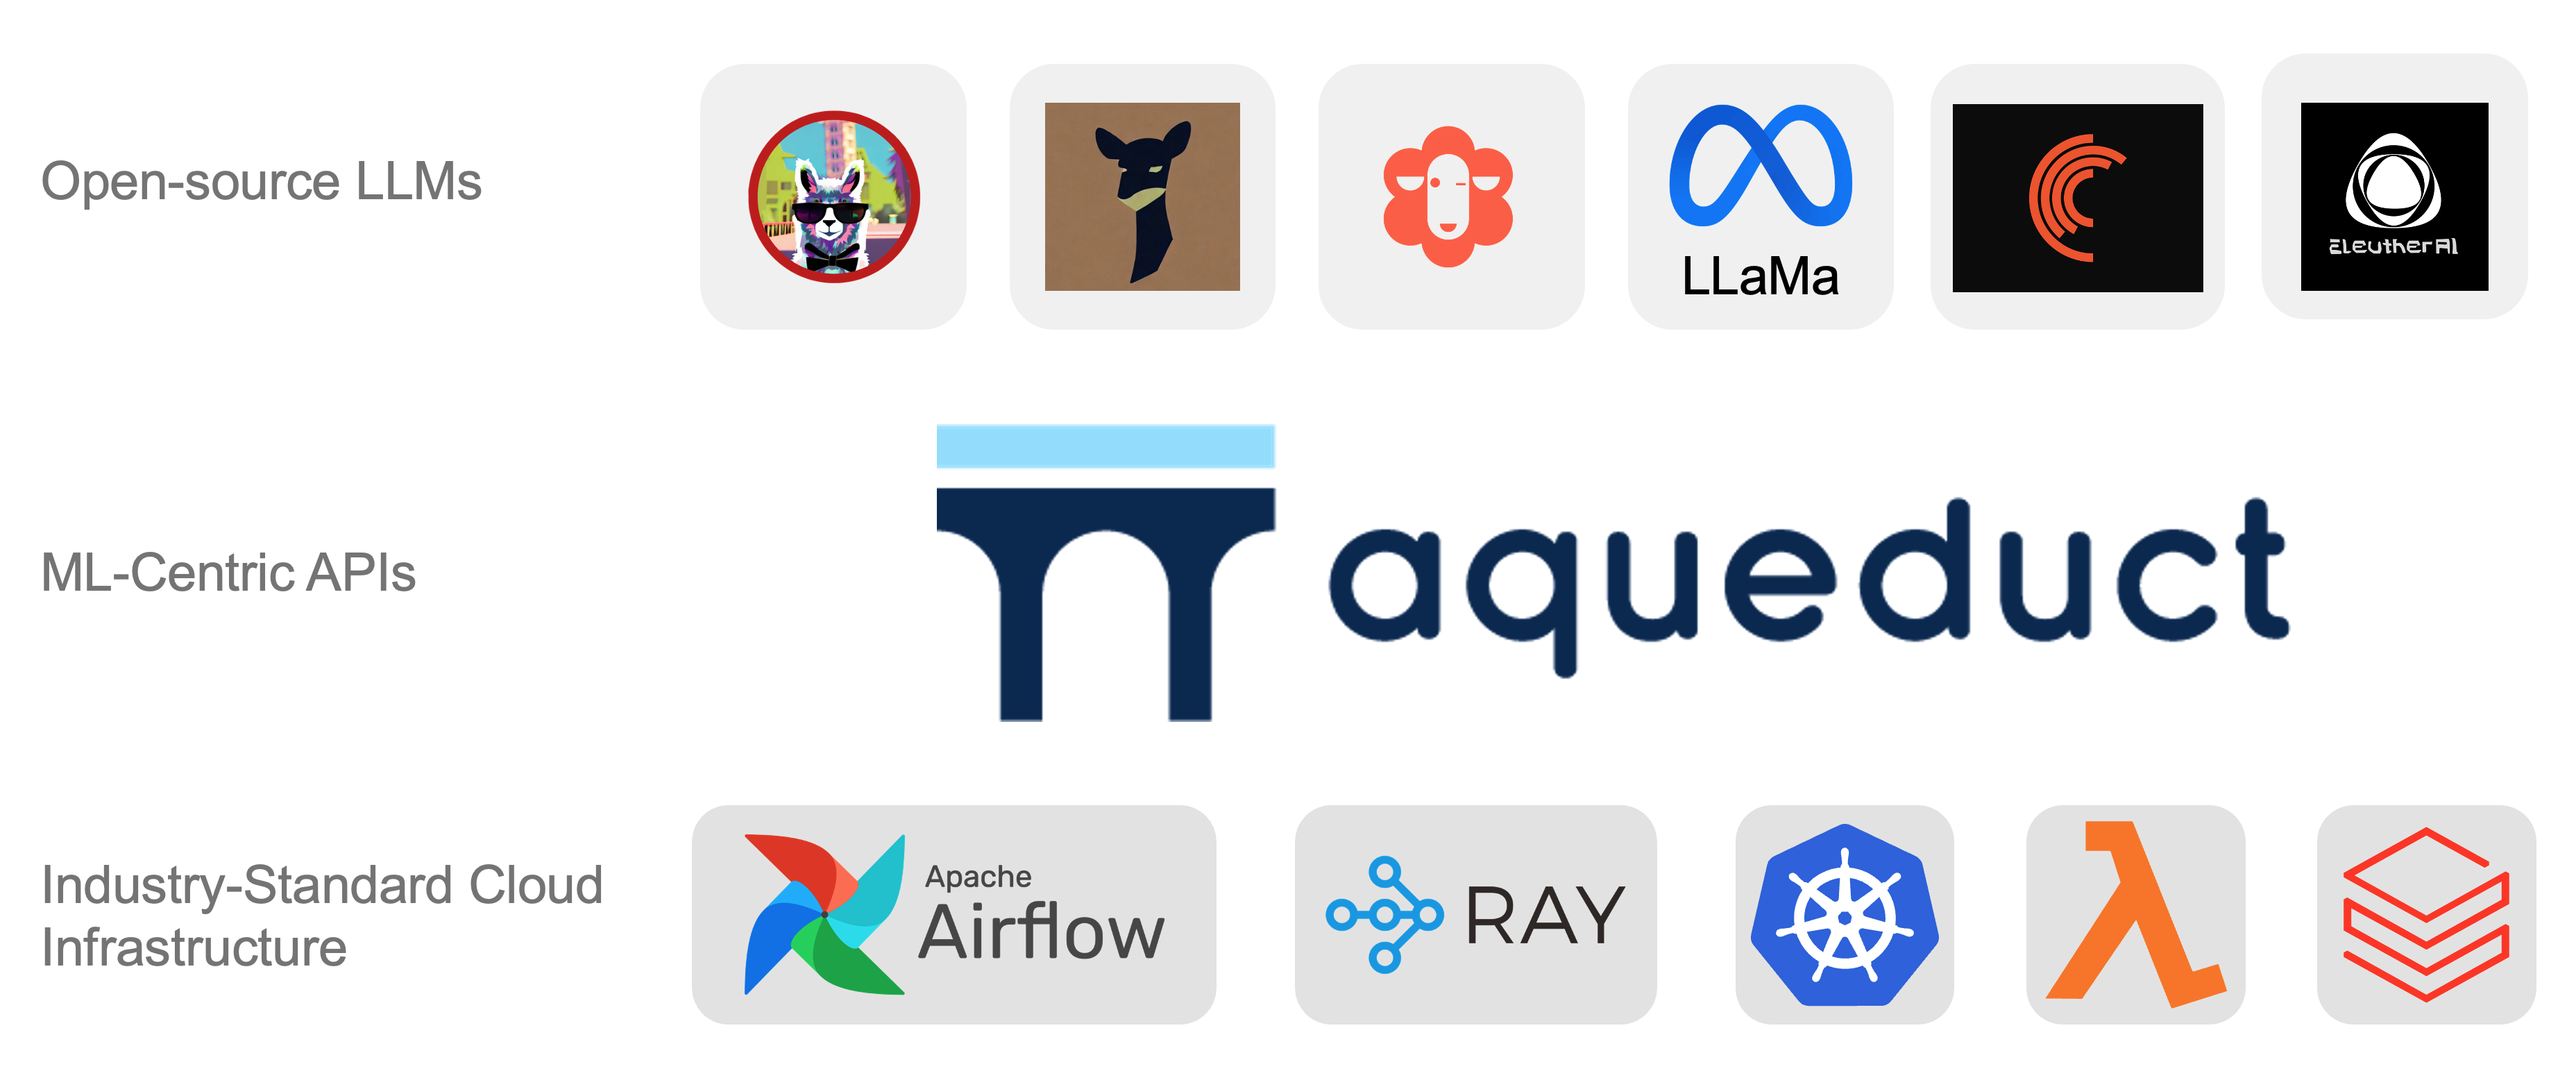 Open-source LLMs
LLaMa
EleutherAI
ML-Centric APIs
aqueduct
Industry-Standard Cloud
Infrastructure
Apache
Airflow
RAY